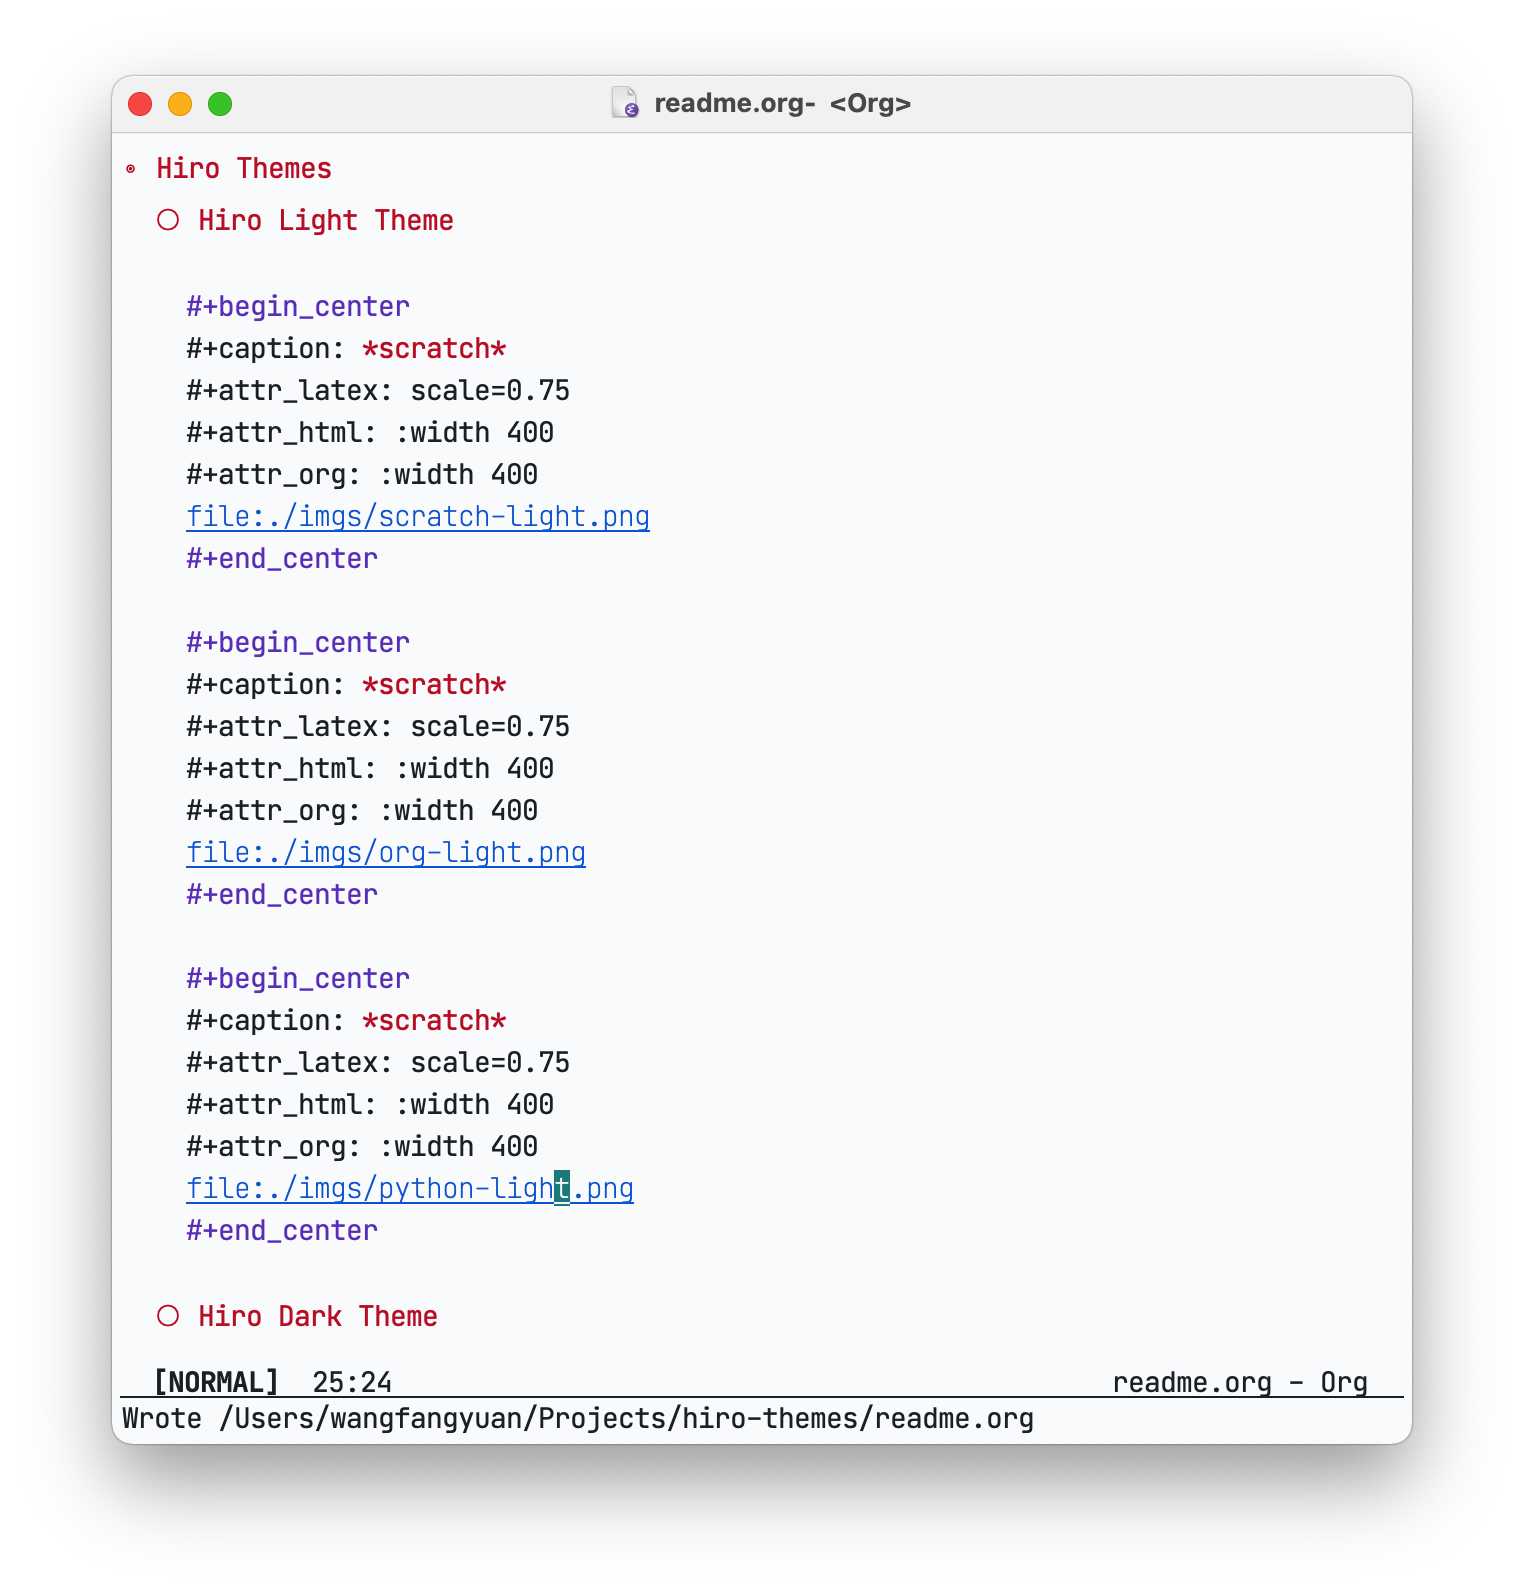 readme.org- <Org>
Hiro Themes
Hiro Light Theme
#+begin_center
#+caption: *scratch*
#+attr_latex: scale=0.75
#+attr_html: :width 400
#+attr_org: :width 400
file:./imgs/scratch-light.png
#+end_center
#+begin_center
#+caption: *scratch*
#+attr_latex: scale=0.75
#+attr_html: :width 400
#+attr_org: :width 400
file:./imgs/org-light.png
#+end_center
#+begin_center
#+caption: *scratch*
#+attr_latex: scale=0.75
#+attr_html: :width 400
#+attr_org: :width 400
file:./imgs/python-light.png
#+end_center
Hiro Dark Theme
[NORMAL] 25:24 readme.org - Org
Wrote /Users/wangfangyuan/Projects/hiro-themes/readme.org